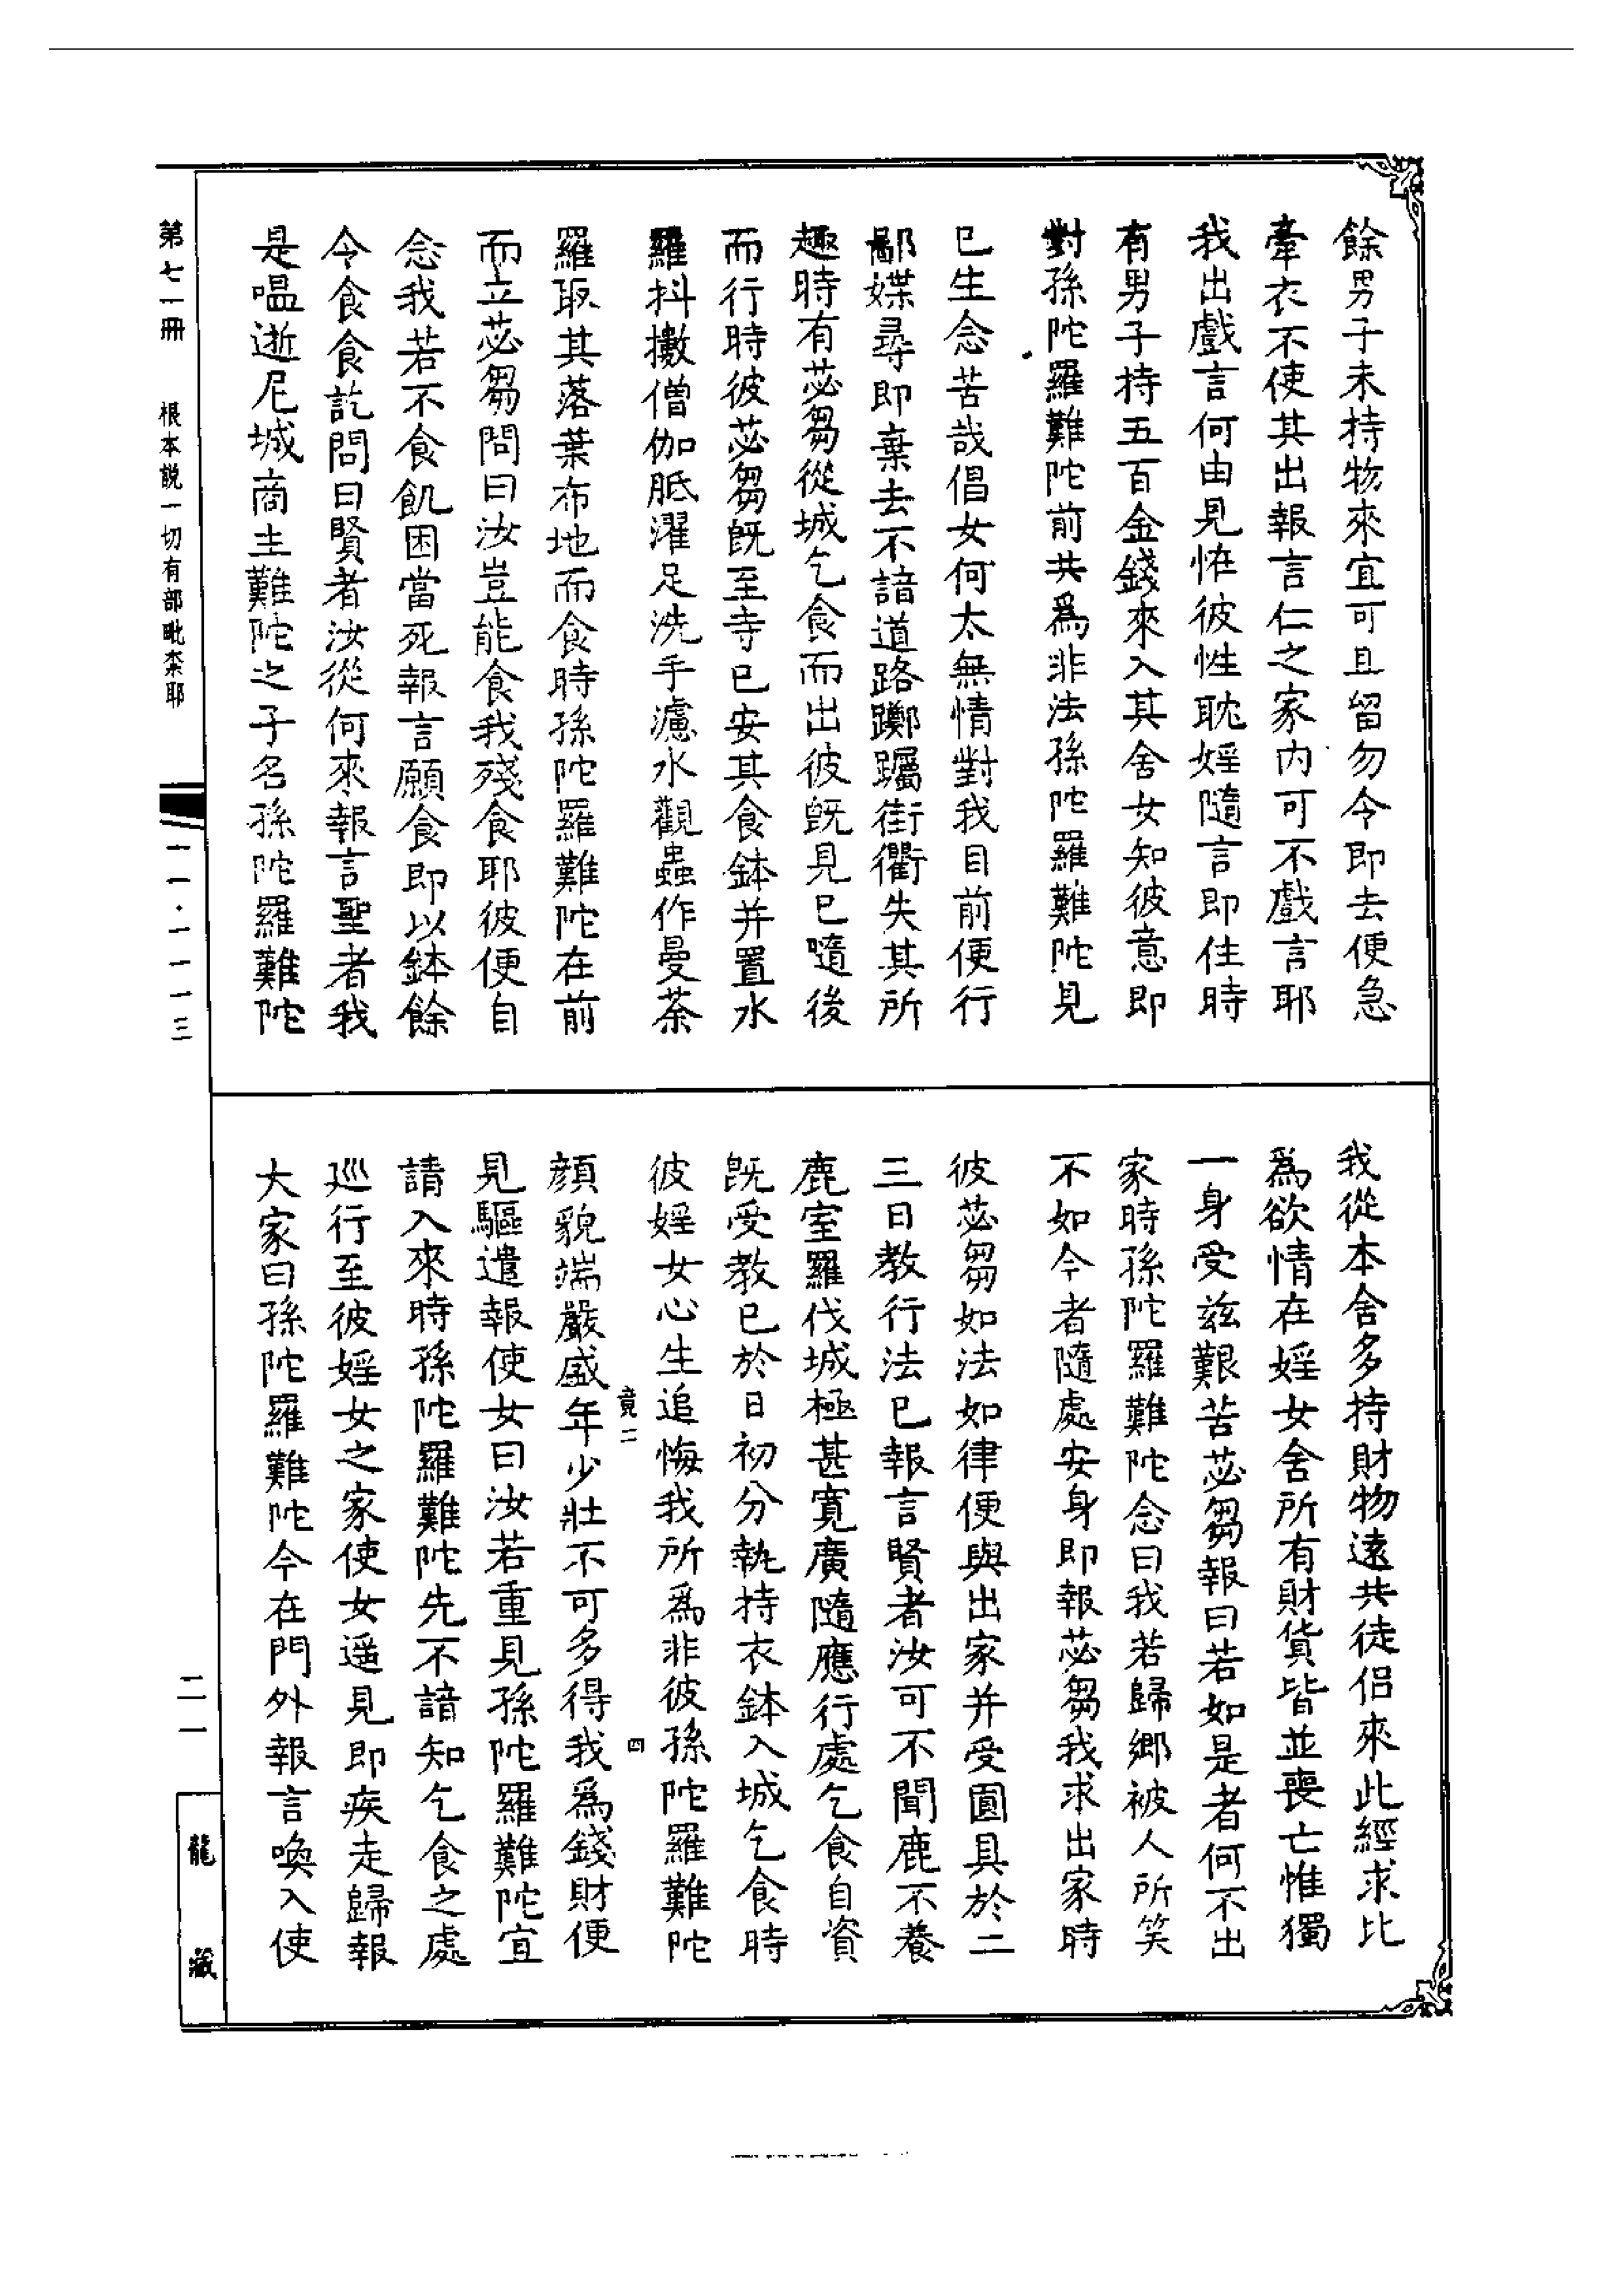 餘男子未持物來宜可且留勿令即去便急
牽衣不使其出報言仁之家內可不戲言耶
我出戲言何由見怪彼性耽婬隨言即住時
有男子持五百金錢來入其舍女知彼意即
對孫陀羅難陀前共爲非法孫陀羅難陀見
已生念苦哉倡女何太無情對我目前便行
鄙媟尋即棄去不諳道路躑躅街衢失其所
趣時有苾芻從城乞食而出彼旣見已隨後
而行時彼苾芻旣至寺已安其食鉢并置水
羅抖擻僧伽胝濯足洗手濾水觀蟲作曼荼
羅取其落葉布地而食時孫陀羅難陀在前
而立苾芻問曰汝豈能食我殘食耶彼便自
念我若不食飢困當死報言願食即以鉢餘
令食食訖問曰賢者汝從何來報言聖者我
是嗢逝尼城商主難陀之子名孫陀羅難陀
我從本舍多持財物遠共徒侶來此經求比
爲欲情在婬女舍所有財貨皆並喪亡惟獨
一身受兹艱苦苾芻報曰若如是者何不出
家時孫陀羅難陀念曰我若歸鄉被人所笑
不如今者隨處安身即報苾芻我求出家時
彼苾芻如法如律便與出家并受圓具於二
三日教行法已報言賢者汝可不聞鹿不養
鹿室羅伐城極甚寬廣隨應行處乞食自資
旣受教已於日初分執持衣鉢入城乞食時
彼婬女心生追悔我所爲非彼孫陀羅難陀
竟二 四
顏貌端嚴盛年少壯不可多得我爲錢財便
見驅遣報使女曰汝若重見孫陀羅難陀宜
請入來時孫陀羅難陀先不諳知乞食之處
巡行至彼婬女之家使女遥見即疾走歸報
大家曰孫陀羅難陀今在門外報言喚入使
第七一冊 根本說一切有部毗柰耶
一一·一一一三
二一
龍藏